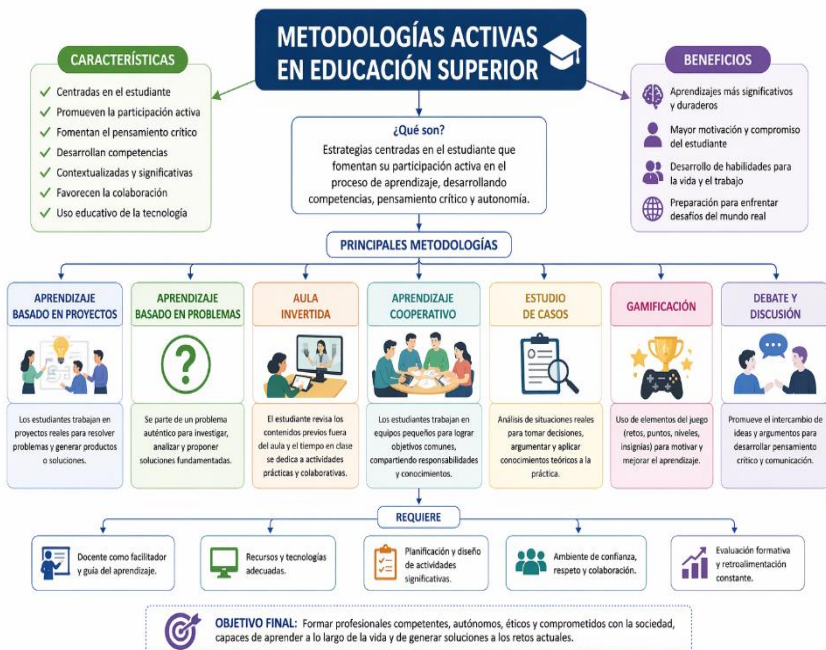 METODOLOGÍAS ACTIVAS
EN EDUCACIÓN SUPERIOR
CARACTERÍSTICAS
Centradas en el estudiante
Promueven la participación activa
Fomentan el pensamiento crítico
Desarrollan competencias
Contextualizadas y significativas
Favorecen la colaboración
Uso educativo de la tecnología
¿Qué son?
Estrategias centradas en el estudiante que
fomentan su participación activa en el
proceso de aprendizaje, desarrollando
competencias, pensamiento crítico y autonomía.
BENEFICIOS
Aprendizajes más significativos
y duraderos
Mayor motivación y compromiso
del estudiante
Desarrollo de habilidades para
la vida y el trabajo
Preparación para enfrentar
desafíos del mundo real
PRINCIPALES METODOLOGÍAS
APRENDIZAJE
BASADO EN PROYECTOS
Los estudiantes trabajan en
proyectos reales para resolver
problemas y generar productos
o soluciones.
APRENDIZAJE
BASADO EN PROBLEMAS
?
Se parte de un problema
auténtico para investigar,
analizar y proponer
soluciones fundamentadas.
AULA
INVERTIDA
El estudiante revisa los
contenidos previos fuera
del aula y el tiempo en clase
se dedica a actividades
prácticas y colaborativas.
APRENDIZAJE
COOPERATIVO
Los estudiantes trabajan en
equipos pequeños para lograr
objetivos comunes,
compartiendo responsabilidades
y conocimientos.
ESTUDIO
DE CASOS
Análisis de situaciones reales
para tomar decisiones,
argumentar y aplicar
conocimientos teóricos a la
práctica.
GAMIFICACIÓN
Uso de elementos del juego
(retos, puntos, niveles,
insignias) para motivar y
mejorar el aprendizaje.
DEBATE Y
DISCUSIÓN
Promueve el intercambio de
ideas y argumentos para
desarrollar pensamiento
crítico y comunicación.
REQUIERE
Docente como facilitador
y guía del aprendizaje.
Recursos y tecnologías
adecuadas.
Planificación y diseño
de actividades
significativas.
Ambiente de confianza,
respeto y colaboración.
Evaluación formativa
y retroalimentación
constante.
OBJETIVO FINAL: Formar profesionales competentes, autónomos, éticos y comprometidos con la sociedad,
capaces de aprender a lo largo de la vida y de generar soluciones a los retos actuales.